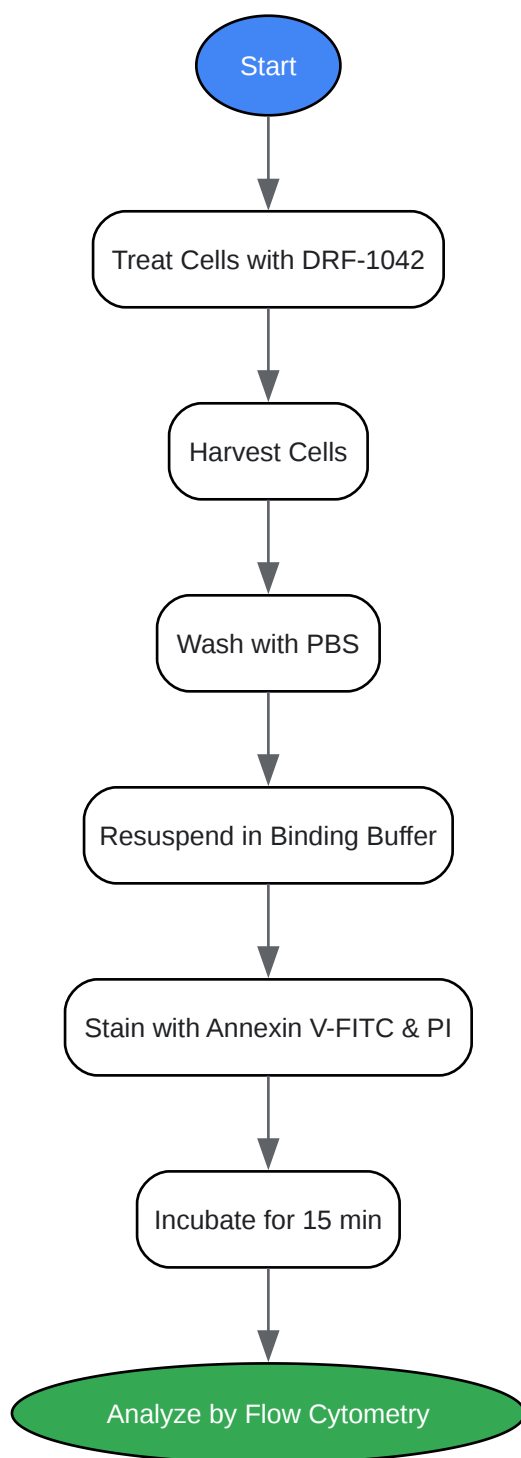 Start
Treat Cells with DRF-1042
Harvest Cells
Wash with PBS
Resuspend in Binding Buffer
Stain with Annexin V-FITC & PI
Incubate for 15 min
Analyze by Flow Cytometry